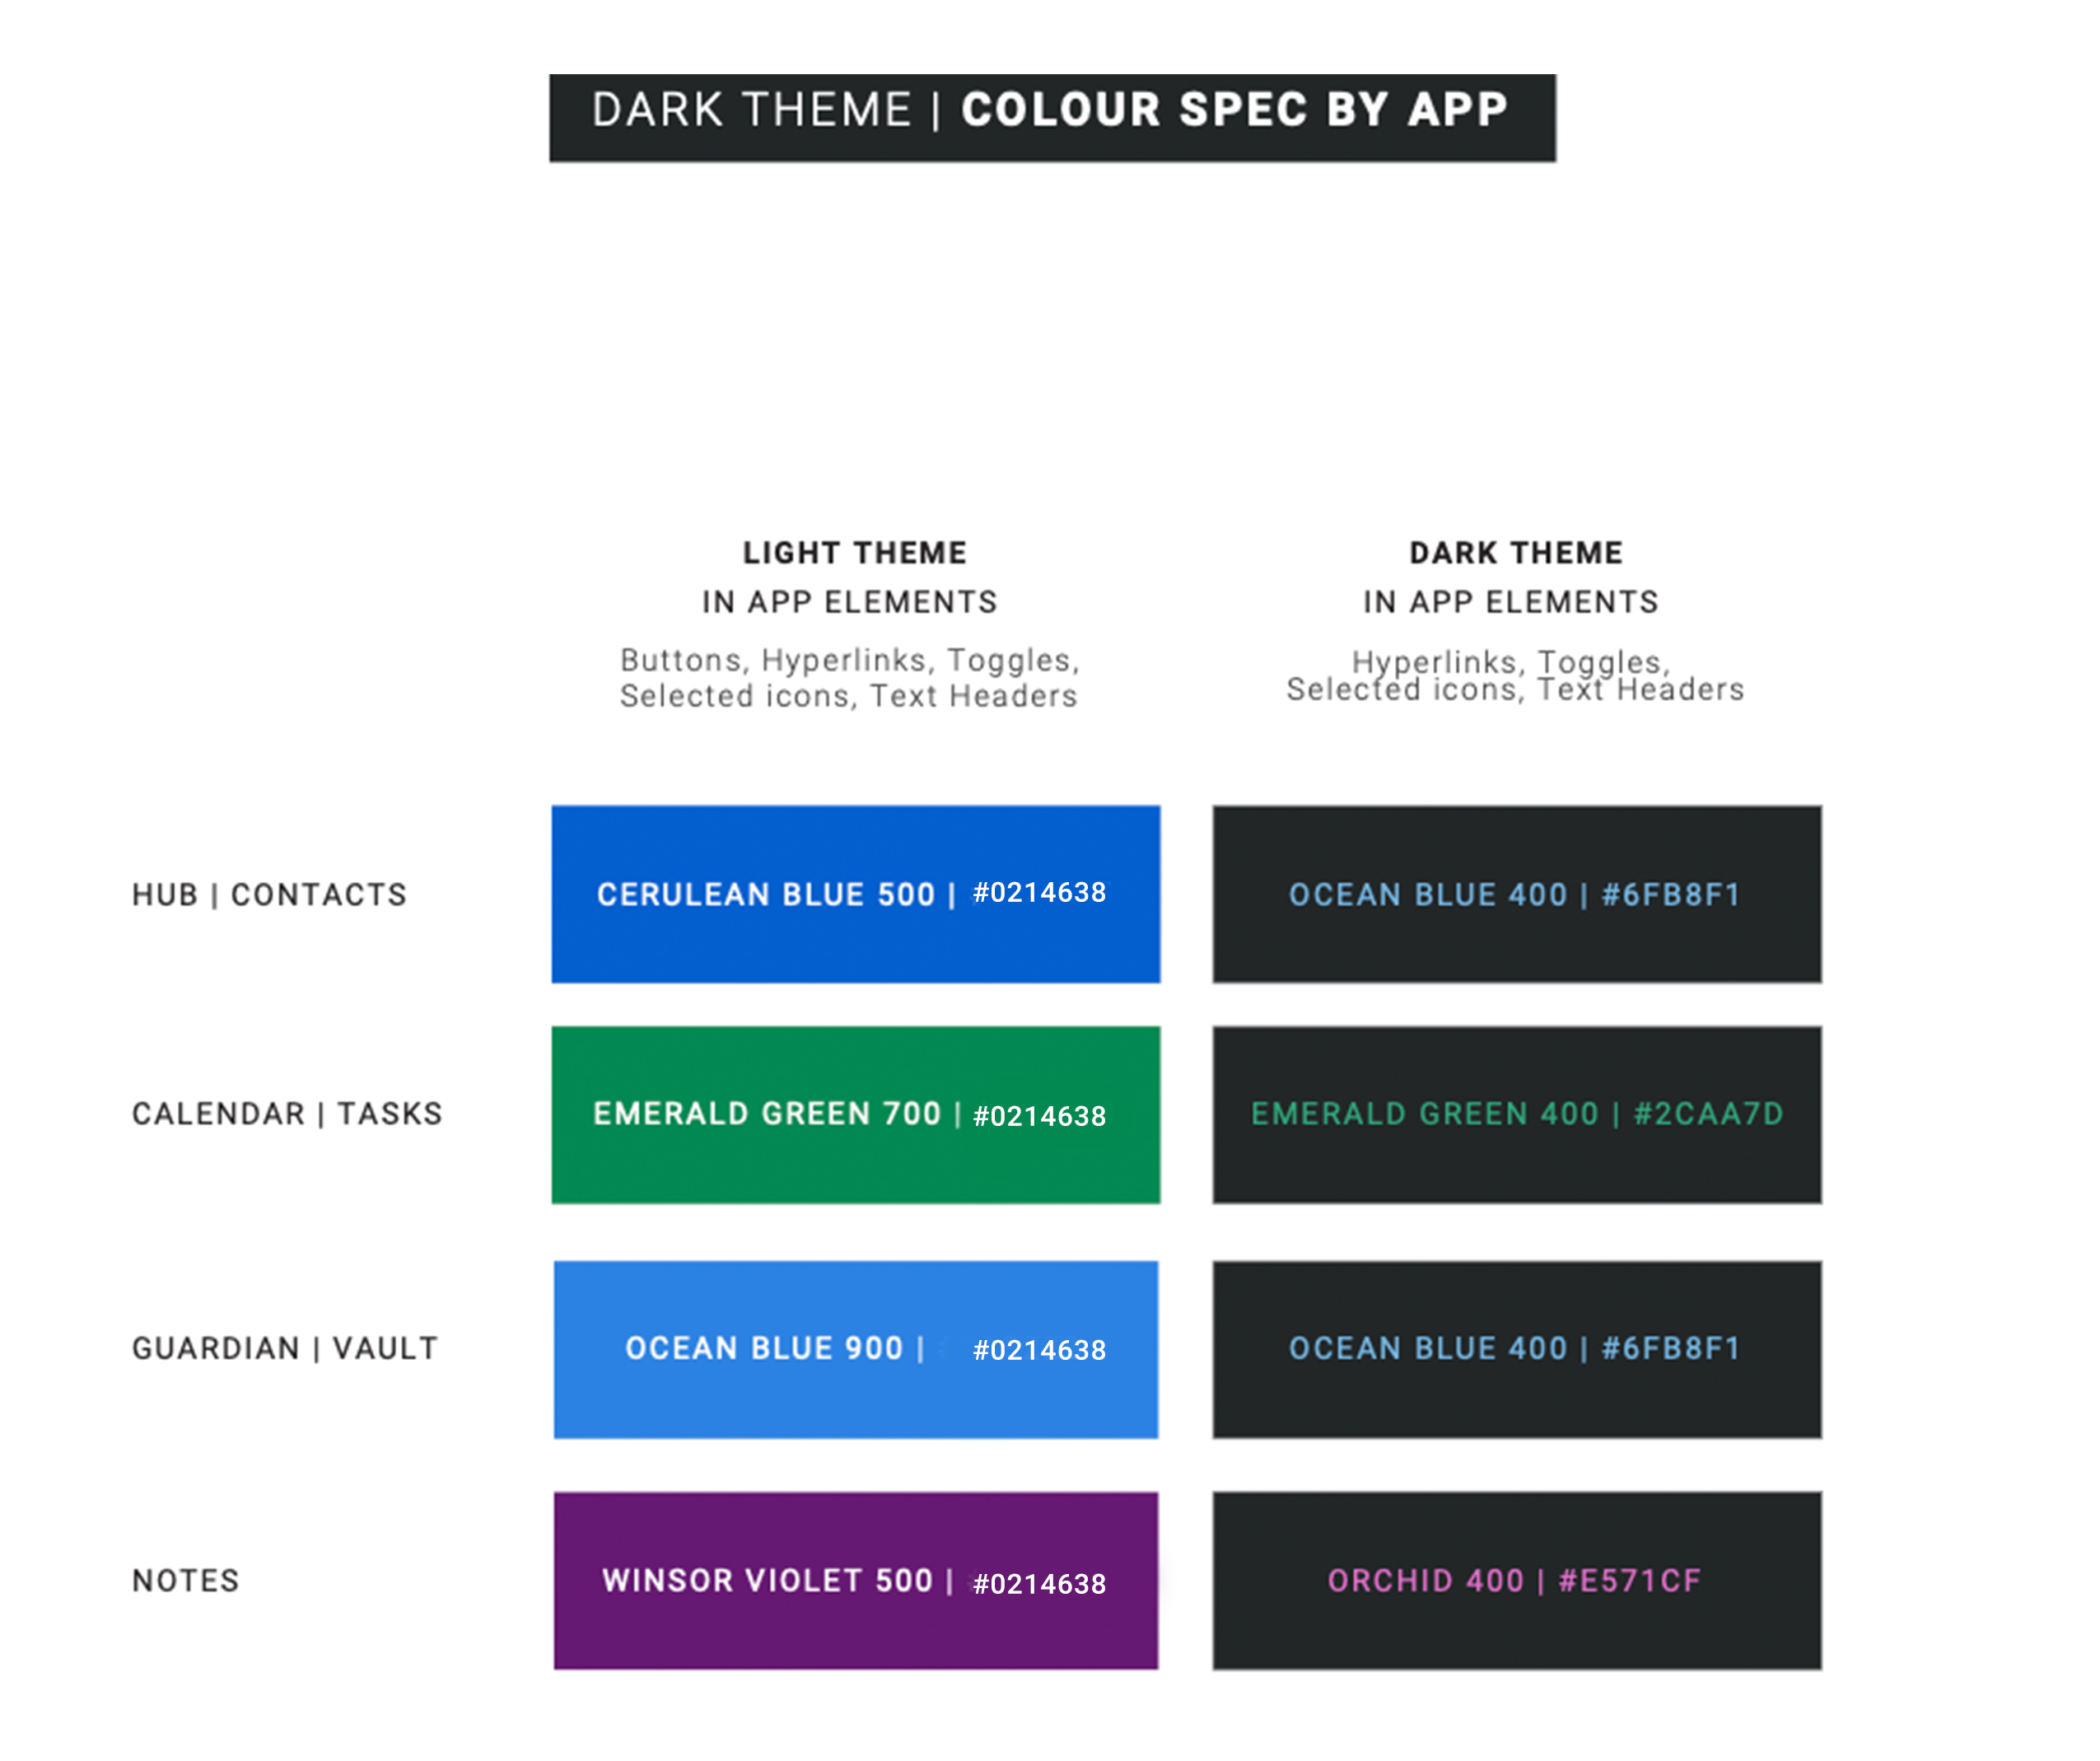 DARK THEME | COLOUR SPEC BY APP
LIGHT THEME
IN APP ELEMENTS
Buttons, Hyperlinks, Toggles,
Selected icons, Text Headers
DARK THEME
IN APP ELEMENTS
Hyperlinks, Toggles,
Selected icons, Text Headers
HUB | CONTACTS
CERULEAN BLUE 500 | #0214638
OCEAN BLUE 400 | #6FB8F1
CALENDAR | TASKS
EMERALD GREEN 700 | #0214638
EMERALD GREEN 400 | #2CAA7D
GUARDIAN | VAULT
OCEAN BLUE 900 | #0214638
OCEAN BLUE 400 | #6FB8F1
NOTES
WINSOR VIOLET 500 | #0214638
ORCHID 400 | #E571CF